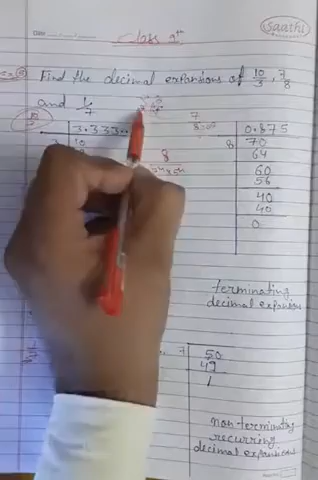 Saathi
Class 9th
Find the decimal expansions of 10/3, 7/8
and 1/7
3.333..
10
7
8
8
0.875
8 70
64
60
56
40
40
0
terminating
decimal expansion
7 50
49
1
non-terminating
recurring
decimal expansions